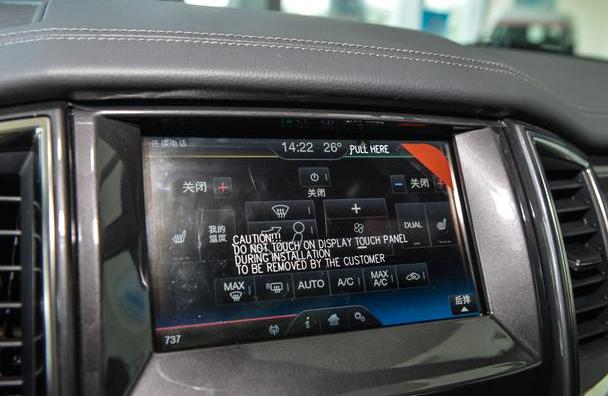 连接电话
14:22 26° PULL HERE
关闭 + 关闭 - 关闭
+
我的
温度
DUAL
CAUTION!!!
DO NOT TOUCH ON DISPLAY TOUCH PANEL
DURING INSTALLATION
TO BE REMOVED BY THE CUSTOMER
MAX R AUTO A/C MAX
A/C
后排
737